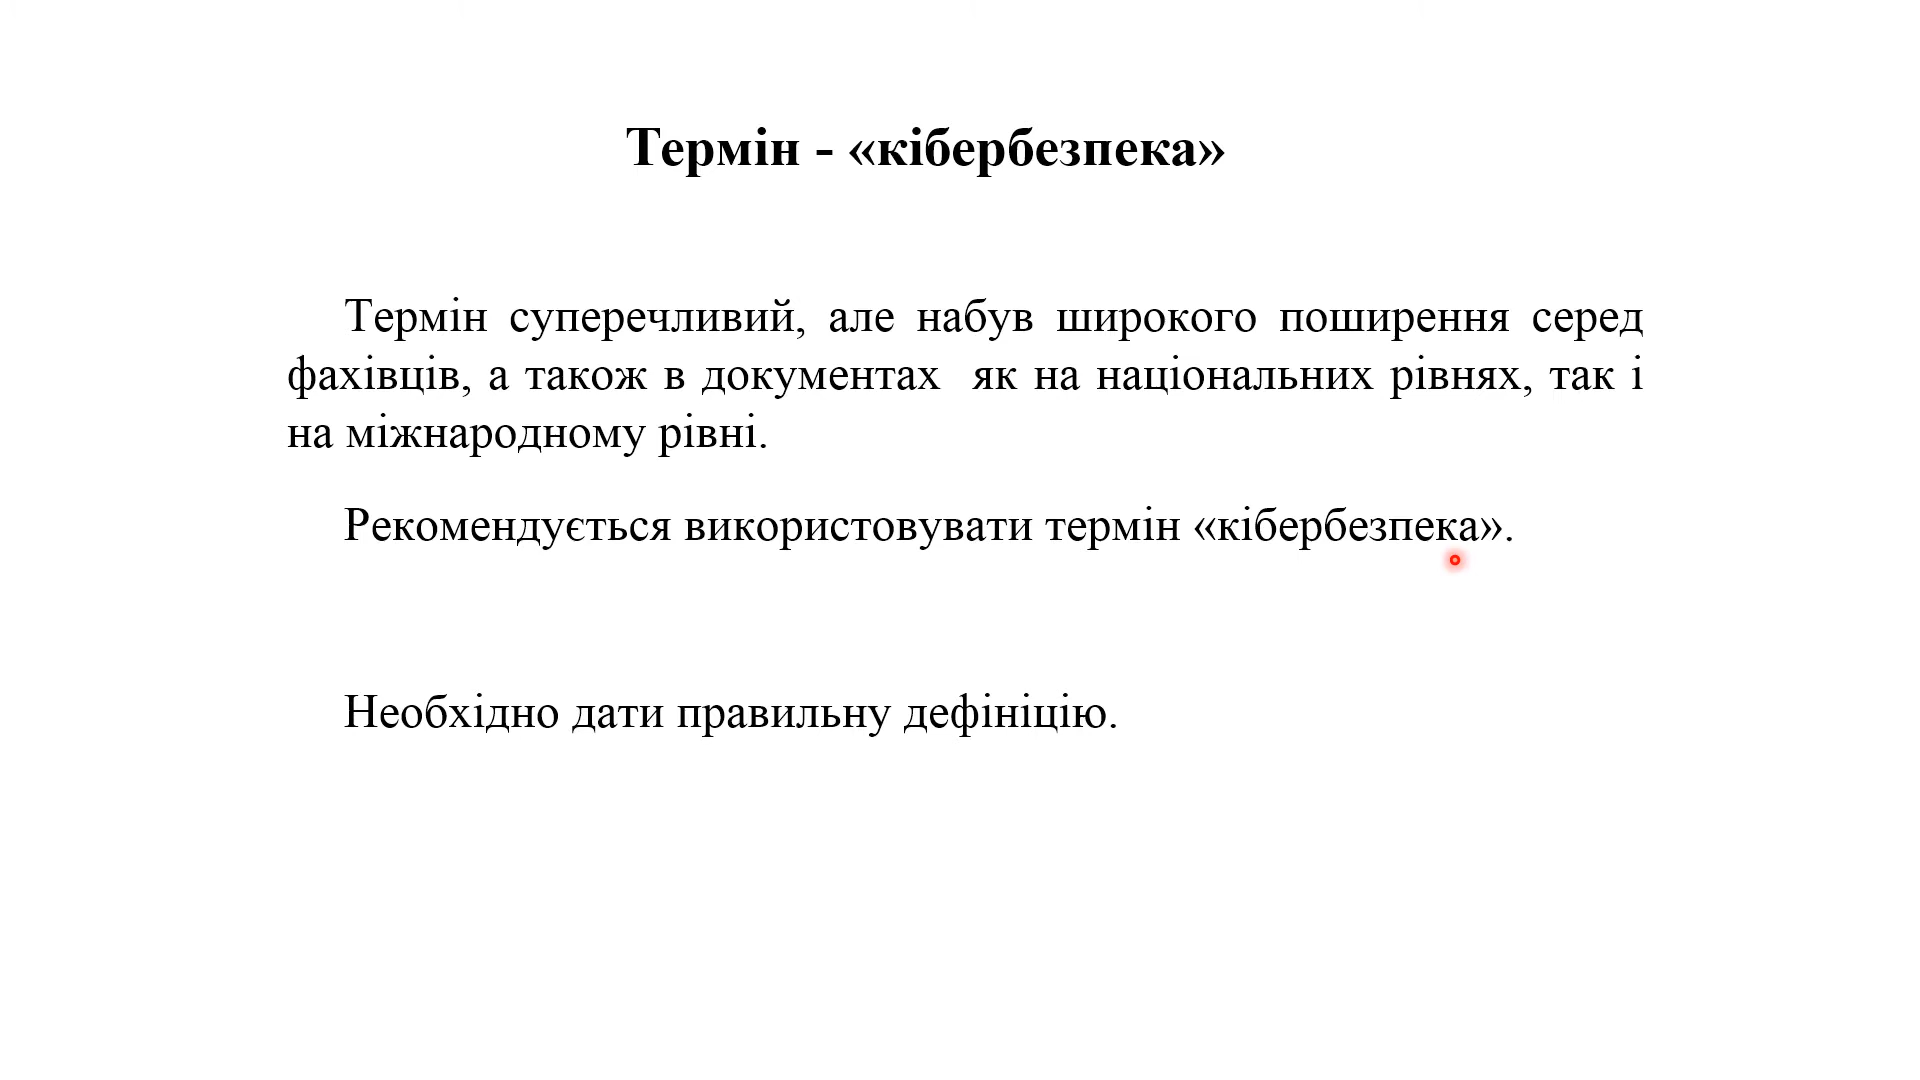 Термін - «кібербезпека»
Термін суперечливий, але набув широкого поширення серед
фахівців, а також в документах як на національних рівнях, так і
на міжнародному рівні.
Рекомендується використовувати термін «кібербезпека».
Необхідно дати правильну дефініцію.